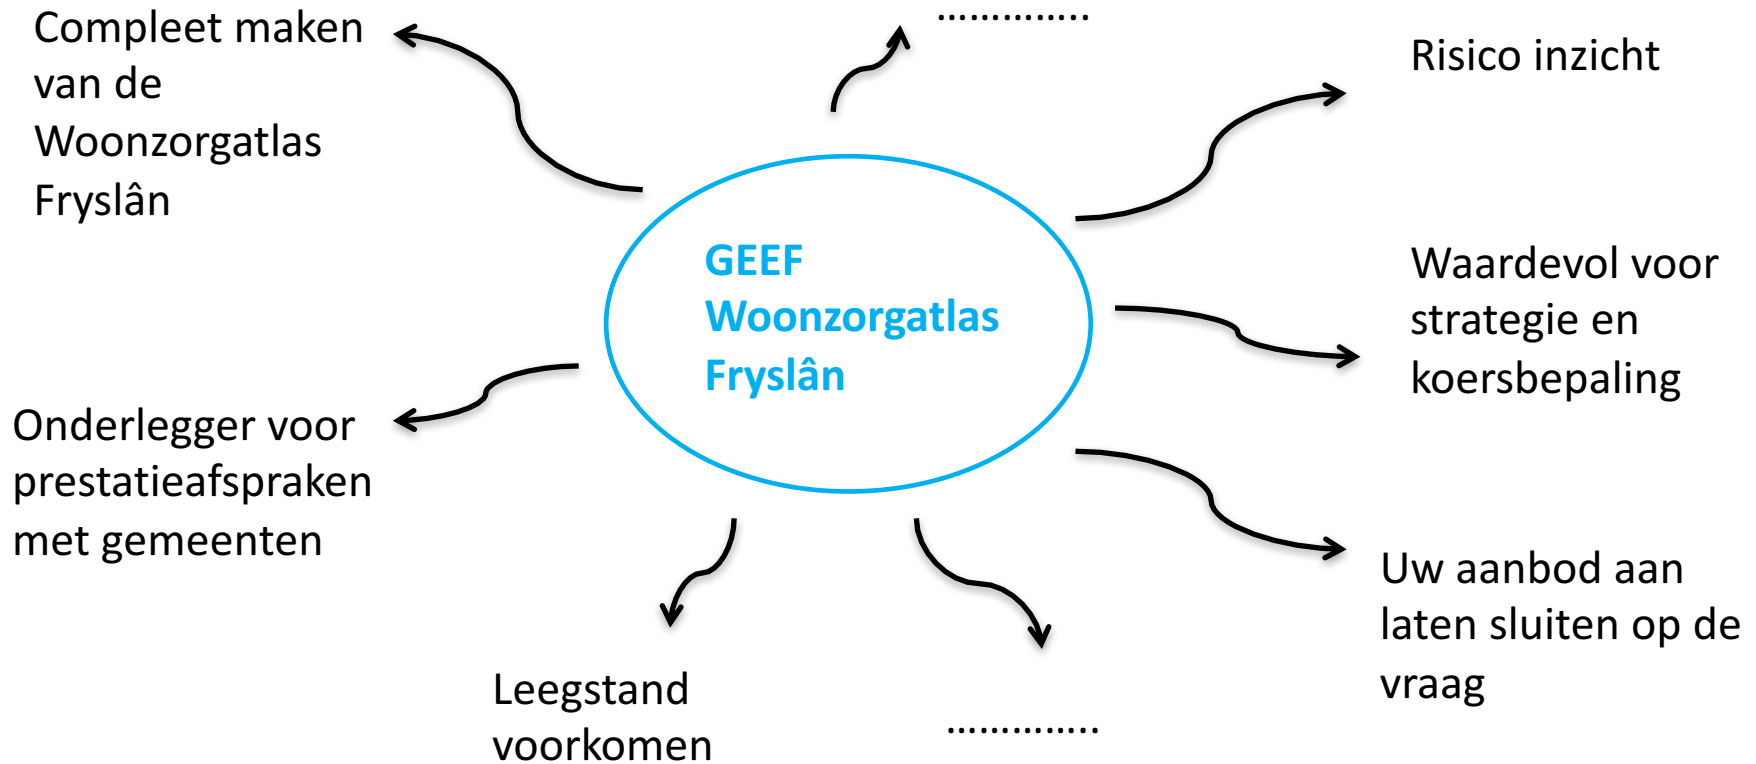 Compleet maken
van de
Woonzorgatlas
Fryslân
…………..
Risico inzicht
GEEF
Woonzorgatlas
Fryslân
Waardevol voor
strategie en
koersbepaling
Onderlegger voor
prestatieafspraken
met gemeenten
Uw aanbod aan
laten sluiten op de
vraag
Leegstand
voorkomen
…………..